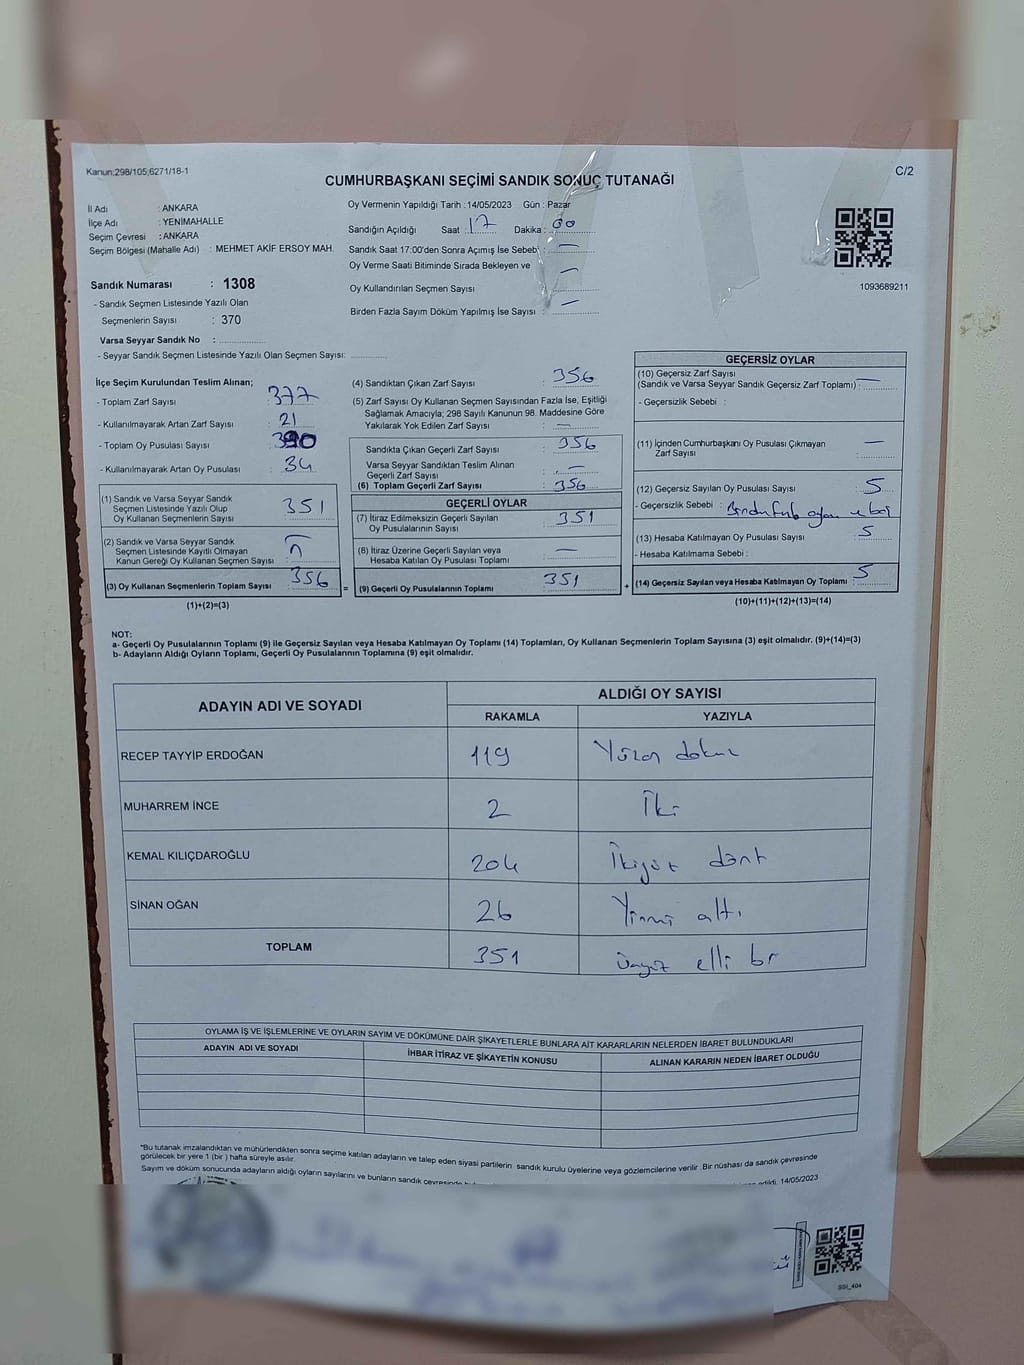 Kanun:298/105;6271/18-1
C/2
CUMHURBAŞKANI SEÇİMİ SANDIK SONUÇ TUTANAĞI
İl Adı : ANKARA
İlçe Adı : YENİMAHALLE
Seçim Çevresi : ANKARA
Seçim Bölgesi (Mahalle Adı) : MEHMET AKİF ERSOY MAH.
Sandık Numarası : 1308
- Sandık Seçmen Listesinde Yazılı Olan
Seçmenlerin Sayısı : 370
Varsa Seyyar Sandık No :
- Seyyar Sandık Seçmen Listesinde Yazılı Olan Seçmen Sayısı:
Oy Vermenin Yapıldığı Tarih :14/05/2023 Gün : Pazar
Sandığın Açıldığı Saat : 17 Dakika : 00
Sandık Saat 17:00'den Sonra Açımış İse Sebebi : —
Oy Verme Saati Bitiminde Sırada Bekleyen ve —
Oy Kullandırılan Seçmen Sayısı
Birden Fazla Sayım Döküm Yapılmış İse Sayısı : —
1093689211
İlçe Seçim Kurulundan Teslim Alınan;
- Toplam Zarf Sayısı : 377
- Kullanılmayarak Artan Zarf Sayısı : 21
- Toplam Oy Pusulası Sayısı : 390
- Kullanılmayarak Artan Oy Pusulası : 34
(1) Sandık ve Varsa Seyyar Sandık
Seçmen Listesinde Yazılı Olup
Oy Kullanan Seçmenlerin Sayısı : 351
(2) Sandık ve Varsa Seyyar Sandık
Seçmen Listesinde Kayıtlı Olmayan
Kanun Gereği Oy Kullanan Seçmen Sayısı : 5
(3) Oy Kullanan Seçmenlerin Toplam Sayısı : 356 =
(1)+(2)=(3)
(4) Sandıktan Çıkan Zarf Sayısı : 356
(5) Zarf Sayısı Oy Kullanan Seçmen Sayısından Fazla İse, Eşitliği
Sağlamak Amacıyla; 298 Sayılı Kanunun 98. Maddesine Göre
Yakılarak Yok Edilen Zarf Sayısı : —
Sandıkta Çıkan Geçerli Zarf Sayısı : 356
Varsa Seyyar Sandıktan Teslim Alınan
Geçerli Zarf Sayısı : —
(6) Toplam Geçerli Zarf Sayısı : 356
GEÇERLİ OYLAR
(7) İtiraz Edilmeksizin Geçerli Sayılan
Oy Pusulalarının Sayısı : 351
(8) İtiraz Üzerine Geçerli Sayılan veya
Hesaba Katılan Oy Pusulası Toplamı : —
(9) Geçerli Oy Pusulalarının Toplamı : 351 +
GEÇERSİZ OYLAR
(10) Geçersiz Zarf Sayısı
(Sandık ve Varsa Seyyar Sandık Geçersiz Zarf Toplamı) : —
- Geçersizlik Sebebi :
(11) İçinden Cumhurbaşkanı Oy Pusulası Çıkmayan
Zarf Sayısı : —
(12) Geçersiz Sayılan Oy Pusulası Sayısı : 5
- Geçersizlik Sebebi :
(13) Hesaba Katılmayan Oy Pusulası Sayısı : 5
- Hesaba Katılmama Sebebi :
(14) Geçersiz Sayılan veya Hesaba Katılmayan Oy Toplamı : 5
(10)+(11)+(12)+(13)=(14)
NOT:
a- Geçerli Oy Pusulalarının Toplamı (9) ile Geçersiz Sayılan veya Hesaba Katılmayan Oy Toplamı (14) Toplamları, Oy Kullanan Seçmenlerin Toplam Sayısına (3) eşit olmalıdır. (9)+(14)=(3)
b- Adayların Aldığı Oyların Toplamı, Geçerli Oy Pusulalarının Toplamına (9) eşit olmalıdır.
ADAYIN ADI VE SOYADI
ALDIĞI OY SAYISI
RAKAMLA YAZIYLA
RECEP TAYYİP ERDOĞAN 119 Yüzon dokuz
MUHARREM İNCE 2 İki
KEMAL KILIÇDAROĞLU 204 İkiyüz dört
SİNAN OĞAN 26 Yirmi altı
TOPLAM 351 üçyüz elli bir
OYLAMA İŞ VE İŞLEMLERİNE VE OYLARIN SAYIM VE DÖKÜMÜNE DAİR ŞİKAYETLERLE BUNLARA AİT KARARLARIN NELERDEN İBARET BULUNDUKLARI
ADAYIN ADI VE SOYADI İHBAR İTİRAZ VE ŞİKAYETİN KONUSU ALINAN KARARIN NEDEN İBARET OLDUĞU
*Bu tutanak imzalandıktan ve mühürlendikten sonra seçime katılan adayların ve talep eden siyasi partilerin sandık kurulu üyelerine veya gözlemcilerine verilir .Bir nüshası da sandık çevresinde
görülecek bir yere 1 (bir ) hafta süreyle asılır.
Sayım ve döküm sonucunda adayların aldığı oyların sayılarını ve bunların sandık çevresinde edildi. 14/05/2023
SSI_404